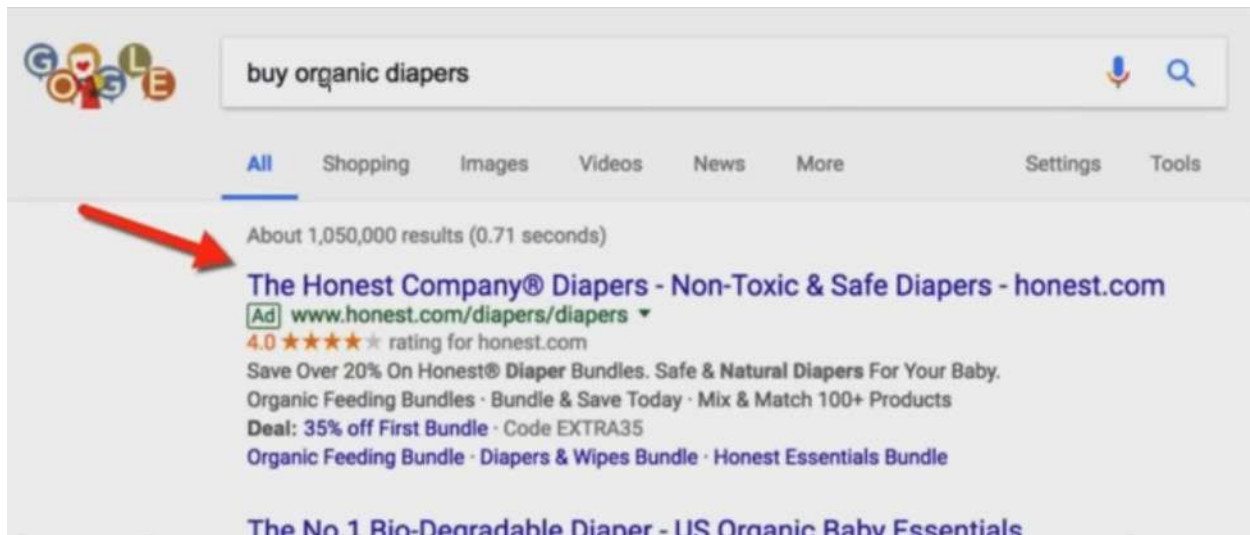 GOOGLE
buy organic diapers
All Shopping Images Videos News More Settings Tools
About 1,050,000 results (0.71 seconds)
The Honest Company® Diapers - Non-Toxic & Safe Diapers - honest.com
Ad www.honest.com/diapers/diapers
4.0 rating for honest.com
Save Over 20% On Honest® Diaper Bundles. Safe & Natural Diapers For Your Baby.
Organic Feeding Bundles · Bundle & Save Today · Mix & Match 100+ Products
Deal: 35% off First Bundle · Code EXTRA35
Organic Feeding Bundle · Diapers & Wipes Bundle · Honest Essentials Bundle
The No.1 Bio-Degradable Diaper - US Organic Baby Essentials